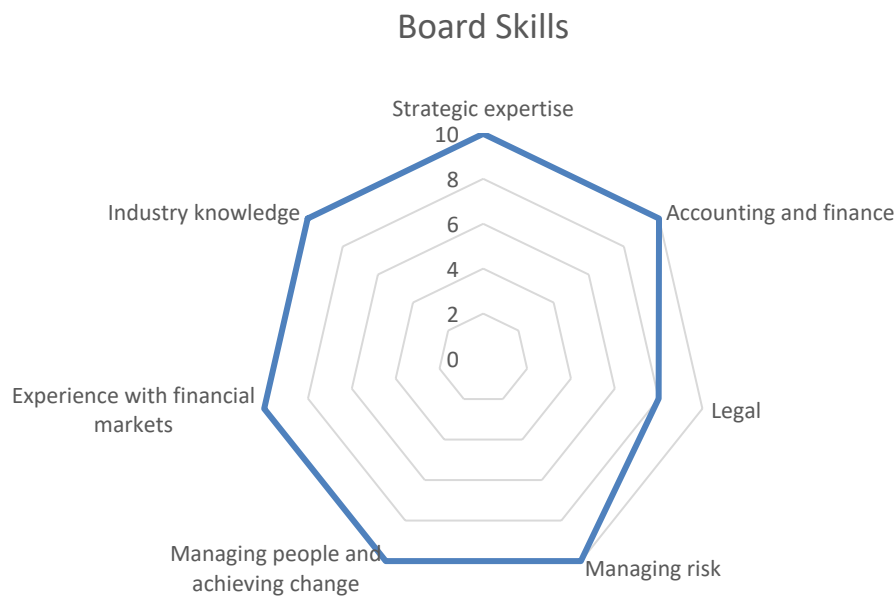 Board Skills
Strategic expertise
10
8
6
4
2
0
Industry knowledge
Accounting and finance
Experience with financial
markets
Legal
Managing people and
achieving change
Managing risk